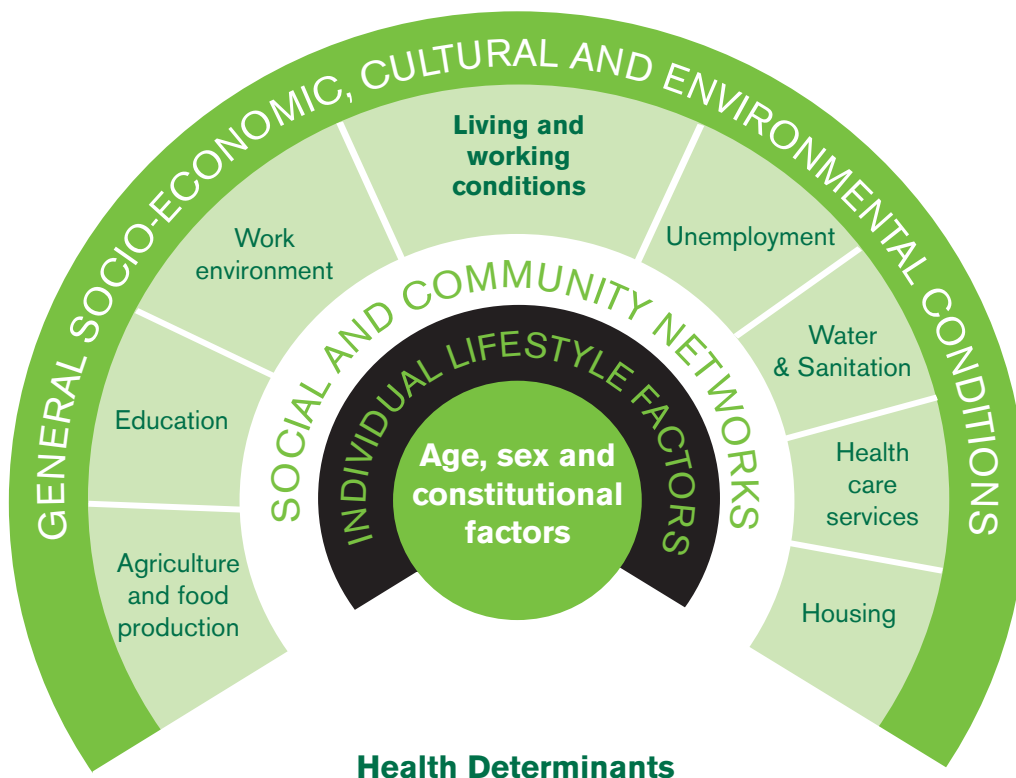 GENERAL SOCIO-ECONOMIC, CULTURAL AND ENVIRONMENTAL CONDITIONS
Living and
working
conditions
Work
environment
Unemployment
Education
Water
& Sanitation
Agriculture
and food
production
Health
care
services
Housing
SOCIAL AND COMMUNITY NETWORKS
INDIVIDUAL LIFESTYLE FACTORS
Age, sex and
constitutional
factors
Health Determinants